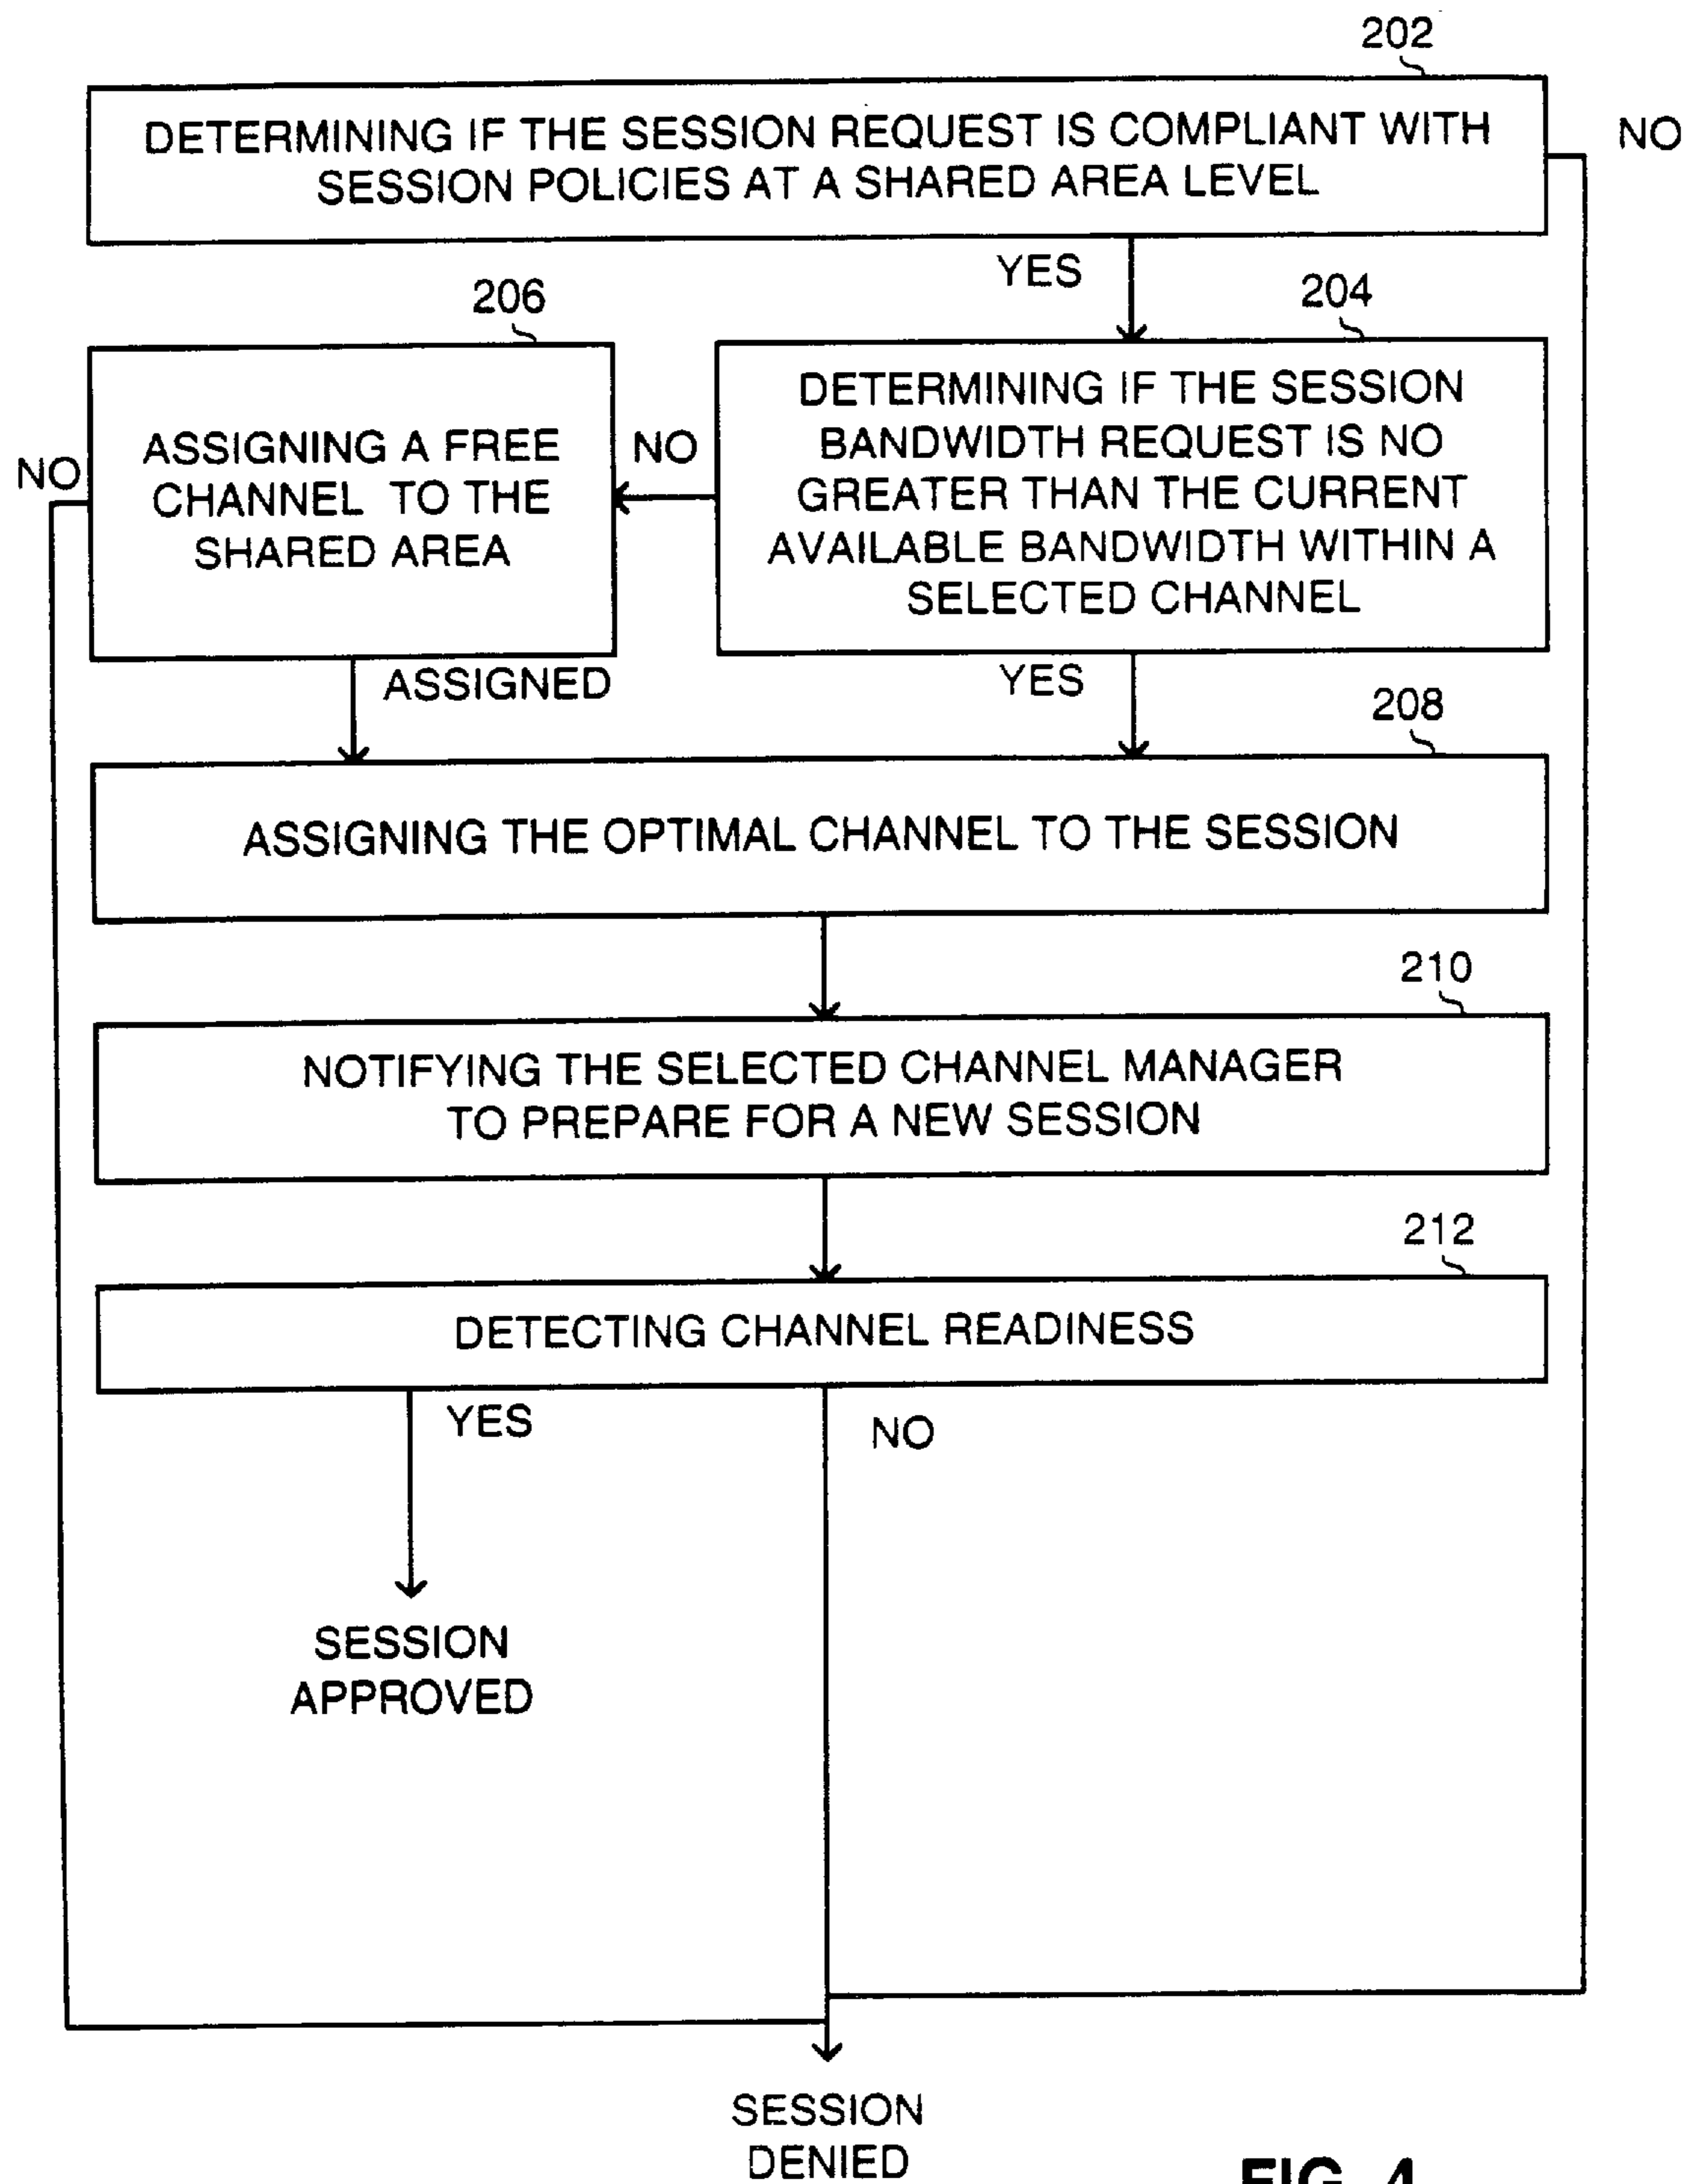 202
DETERMINING IF THE SESSION REQUEST IS COMPLIANT WITH
SESSION POLICIES AT A SHARED AREA LEVEL
NO
YES
206
204
NO
ASSIGNING A FREE
CHANNEL TO THE
SHARED AREA
NO
DETERMINING IF THE SESSION
BANDWIDTH REQUEST IS NO
GREATER THAN THE CURRENT
AVAILABLE BANDWIDTH WITHIN A
SELECTED CHANNEL
ASSIGNED
YES
208
ASSIGNING THE OPTIMAL CHANNEL TO THE SESSION
210
NOTIFYING THE SELECTED CHANNEL MANAGER
TO PREPARE FOR A NEW SESSION
212
DETECTING CHANNEL READINESS
YES
NO
SESSION
APPROVED
SESSION
DENIED
FIG. 4